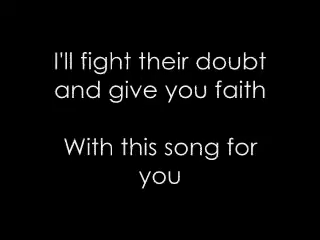 I'll fight their doubt
and give you faith
With this song for
you